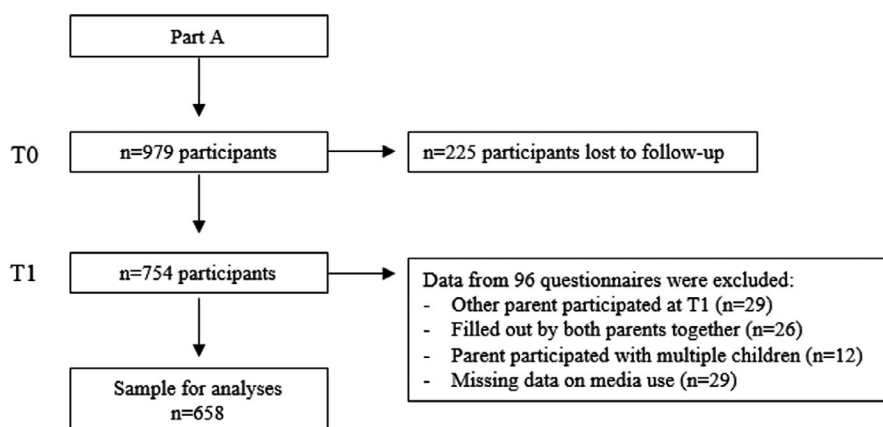 Part A
T0
n=979 participants
n=225 participants lost to follow-up
T1
n=754 participants
Data from 96 questionnaires were excluded:
- Other parent participated at T1 (n=29)
- Filled out by both parents together (n=26)
- Parent participated with multiple children (n=12)
- Missing data on media use (n=29)
Sample for analyses
n=658